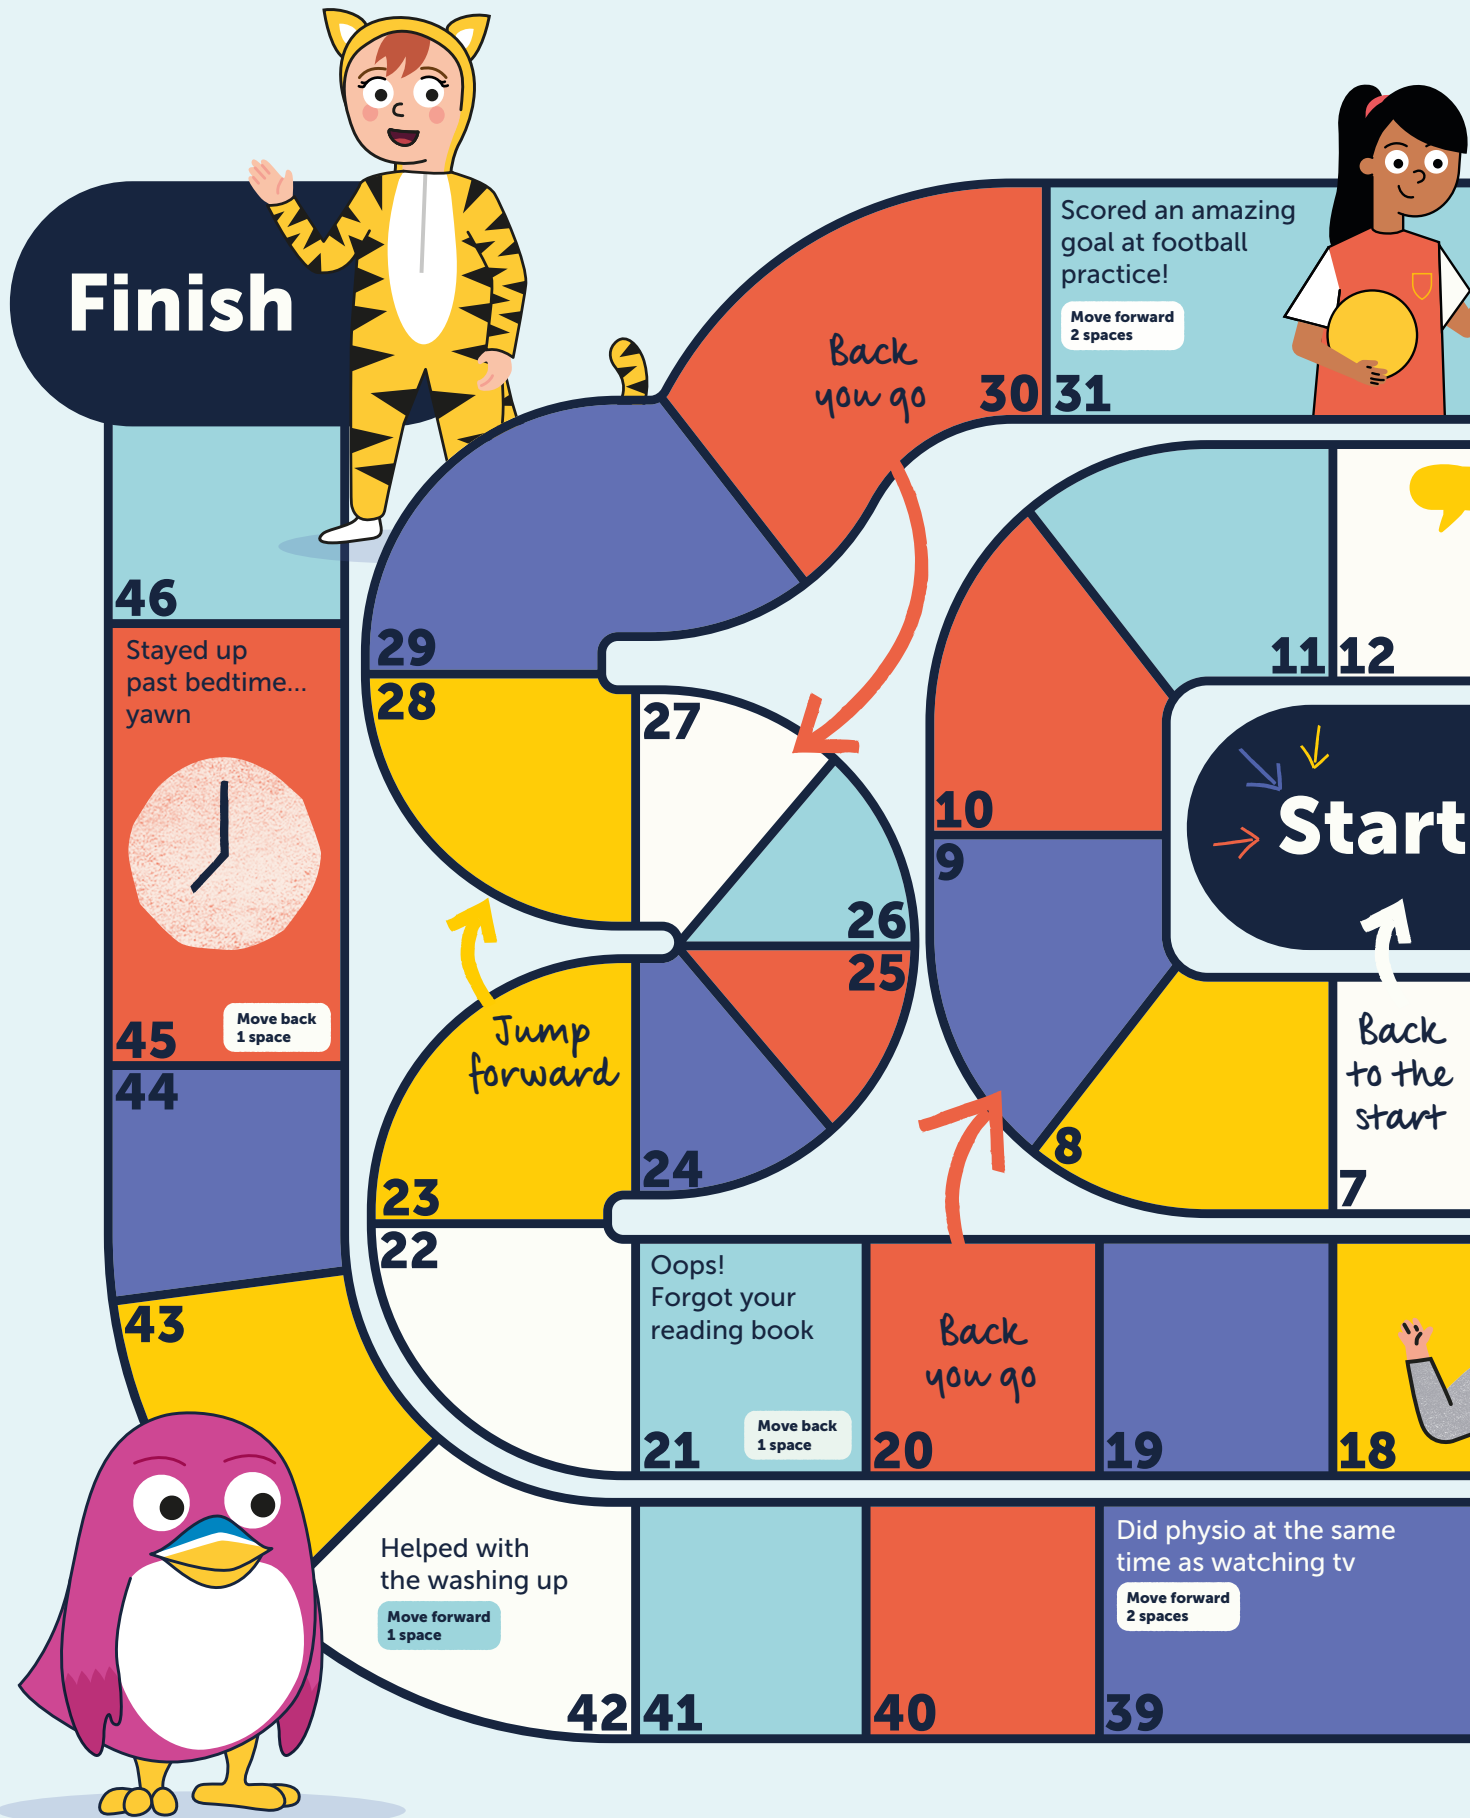 Finish
Back
you go
30
31
Scored an amazing
goal at football
practice!
Move forward
2 spaces
46
Stayed up
past bedtime...
yawn
45
Move back
1 space
29
28
27
26
25
11
12
10
9
Start
Back
to the
start
7
8
Jump
forward
23
24
44
43
22
Oops!
Forgot your
reading book
21
Move back
1 space
Back
you go
20
19
18
Helped with
the washing up
Move forward
1 space
42
41
40
Did physio at the same
time as watching tv
Move forward
2 spaces
39